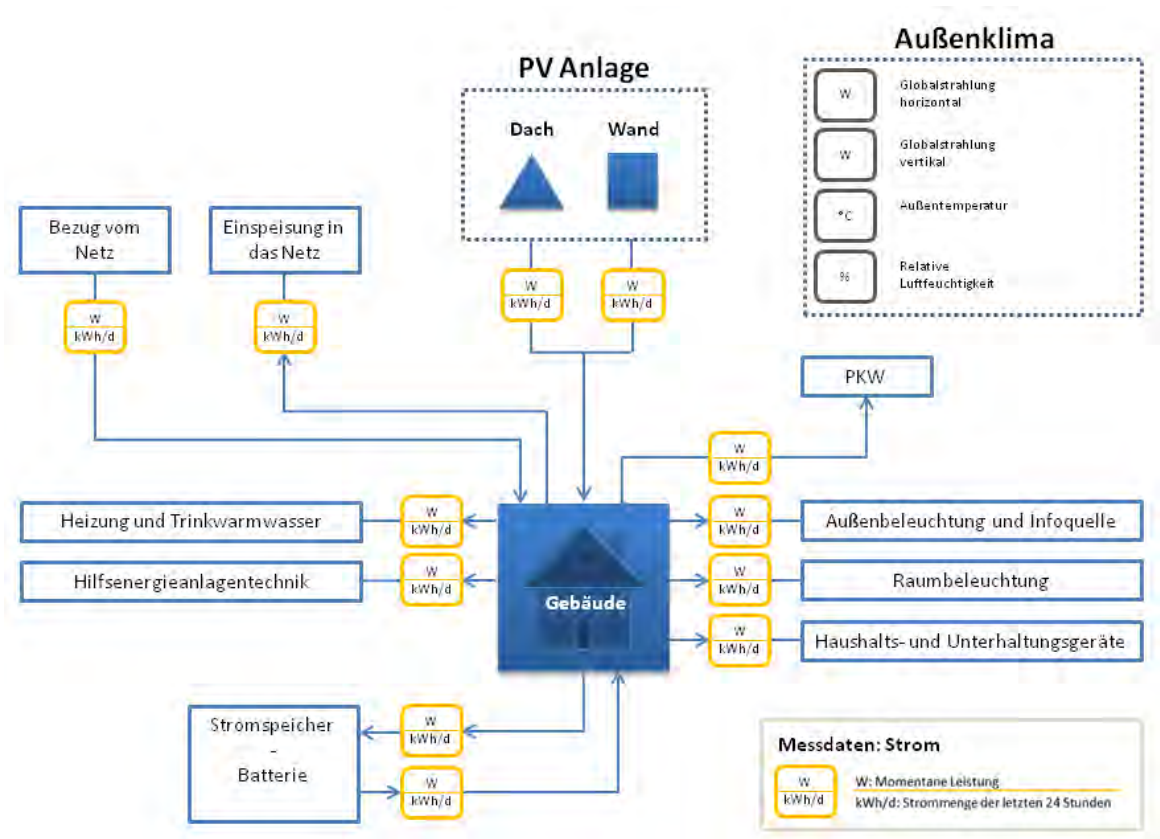 Außenklima
W
Globalstrahlung
horizontal
W
Globalstrahlung
vertikal
°C
Außentemperatur
%
Relative
Luftfeuchtigkeit
PV Anlage
Dach
Wand
W
kWh/d
W
kWh/d
Bezug vom
Netz
W
kWh/d
Einspeisung in
das Netz
W
kWh/d
PKW
W
kWh/d
Heizung und Trinkwarmwasser
W
kWh/d
Hilfsenergieanlagentechnik
W
kWh/d
Gebäude
W
kWh/d
Außenbeleuchtung und Infoquelle
W
kWh/d
Raumbeleuchtung
W
kWh/d
Haushalts- und Unterhaltungsgeräte
Stromspeicher
-
Batterie
W
kWh/d
W
kWh/d
Messdaten: Strom
W
kWh/d
W: Momentane Leistung
kWh/d: Strommenge der letzten 24 Stunden